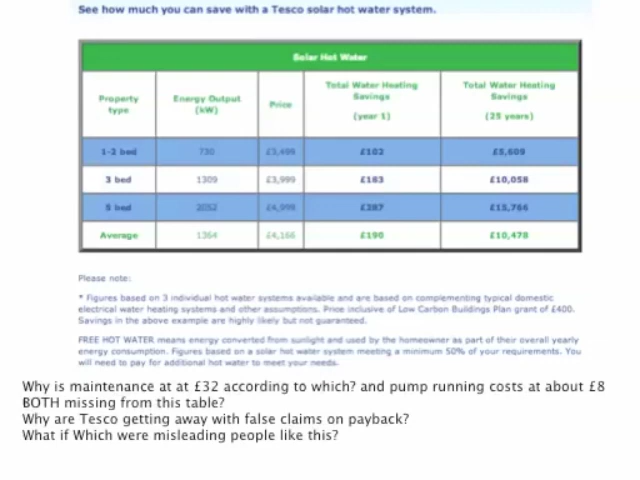 See how much you can save with a Tesco solar hot water system.
Solar Hot Water
Property type Energy Output (kW) Price Total Water Heating Savings (year 1) Total Water Heating Savings (25 years)
1-2 bed 730 £3,499 £102 £5,609
3 bed 1309 £3,999 £183 £10,058
5 bed 2052 £4,999 £287 £15,766
Average 1364 £4,166 £190 £10,478
Please note:
* Figures based on 3 individual hot water systems available and are based on complementing typical domestic
electrical water heating systems and other assumptions. Price inclusive of Low Carbon Buildings Plan grant of £400.
Savings in the above example are highly likely but not guaranteed.
FREE HOT WATER means energy converted from sunlight and used by the homeowner as part of their overall yearly
energy consumption. Figures based on a solar hot water system meeting a minimum 50% of your requirements. You
will need to pay for additional hot water to meet your needs.
Why is maintenance at at £32 according to which? and pump running costs at about £8
BOTH missing from this table?
Why are Tesco getting away with false claims on payback?
What if Which were misleading people like this?